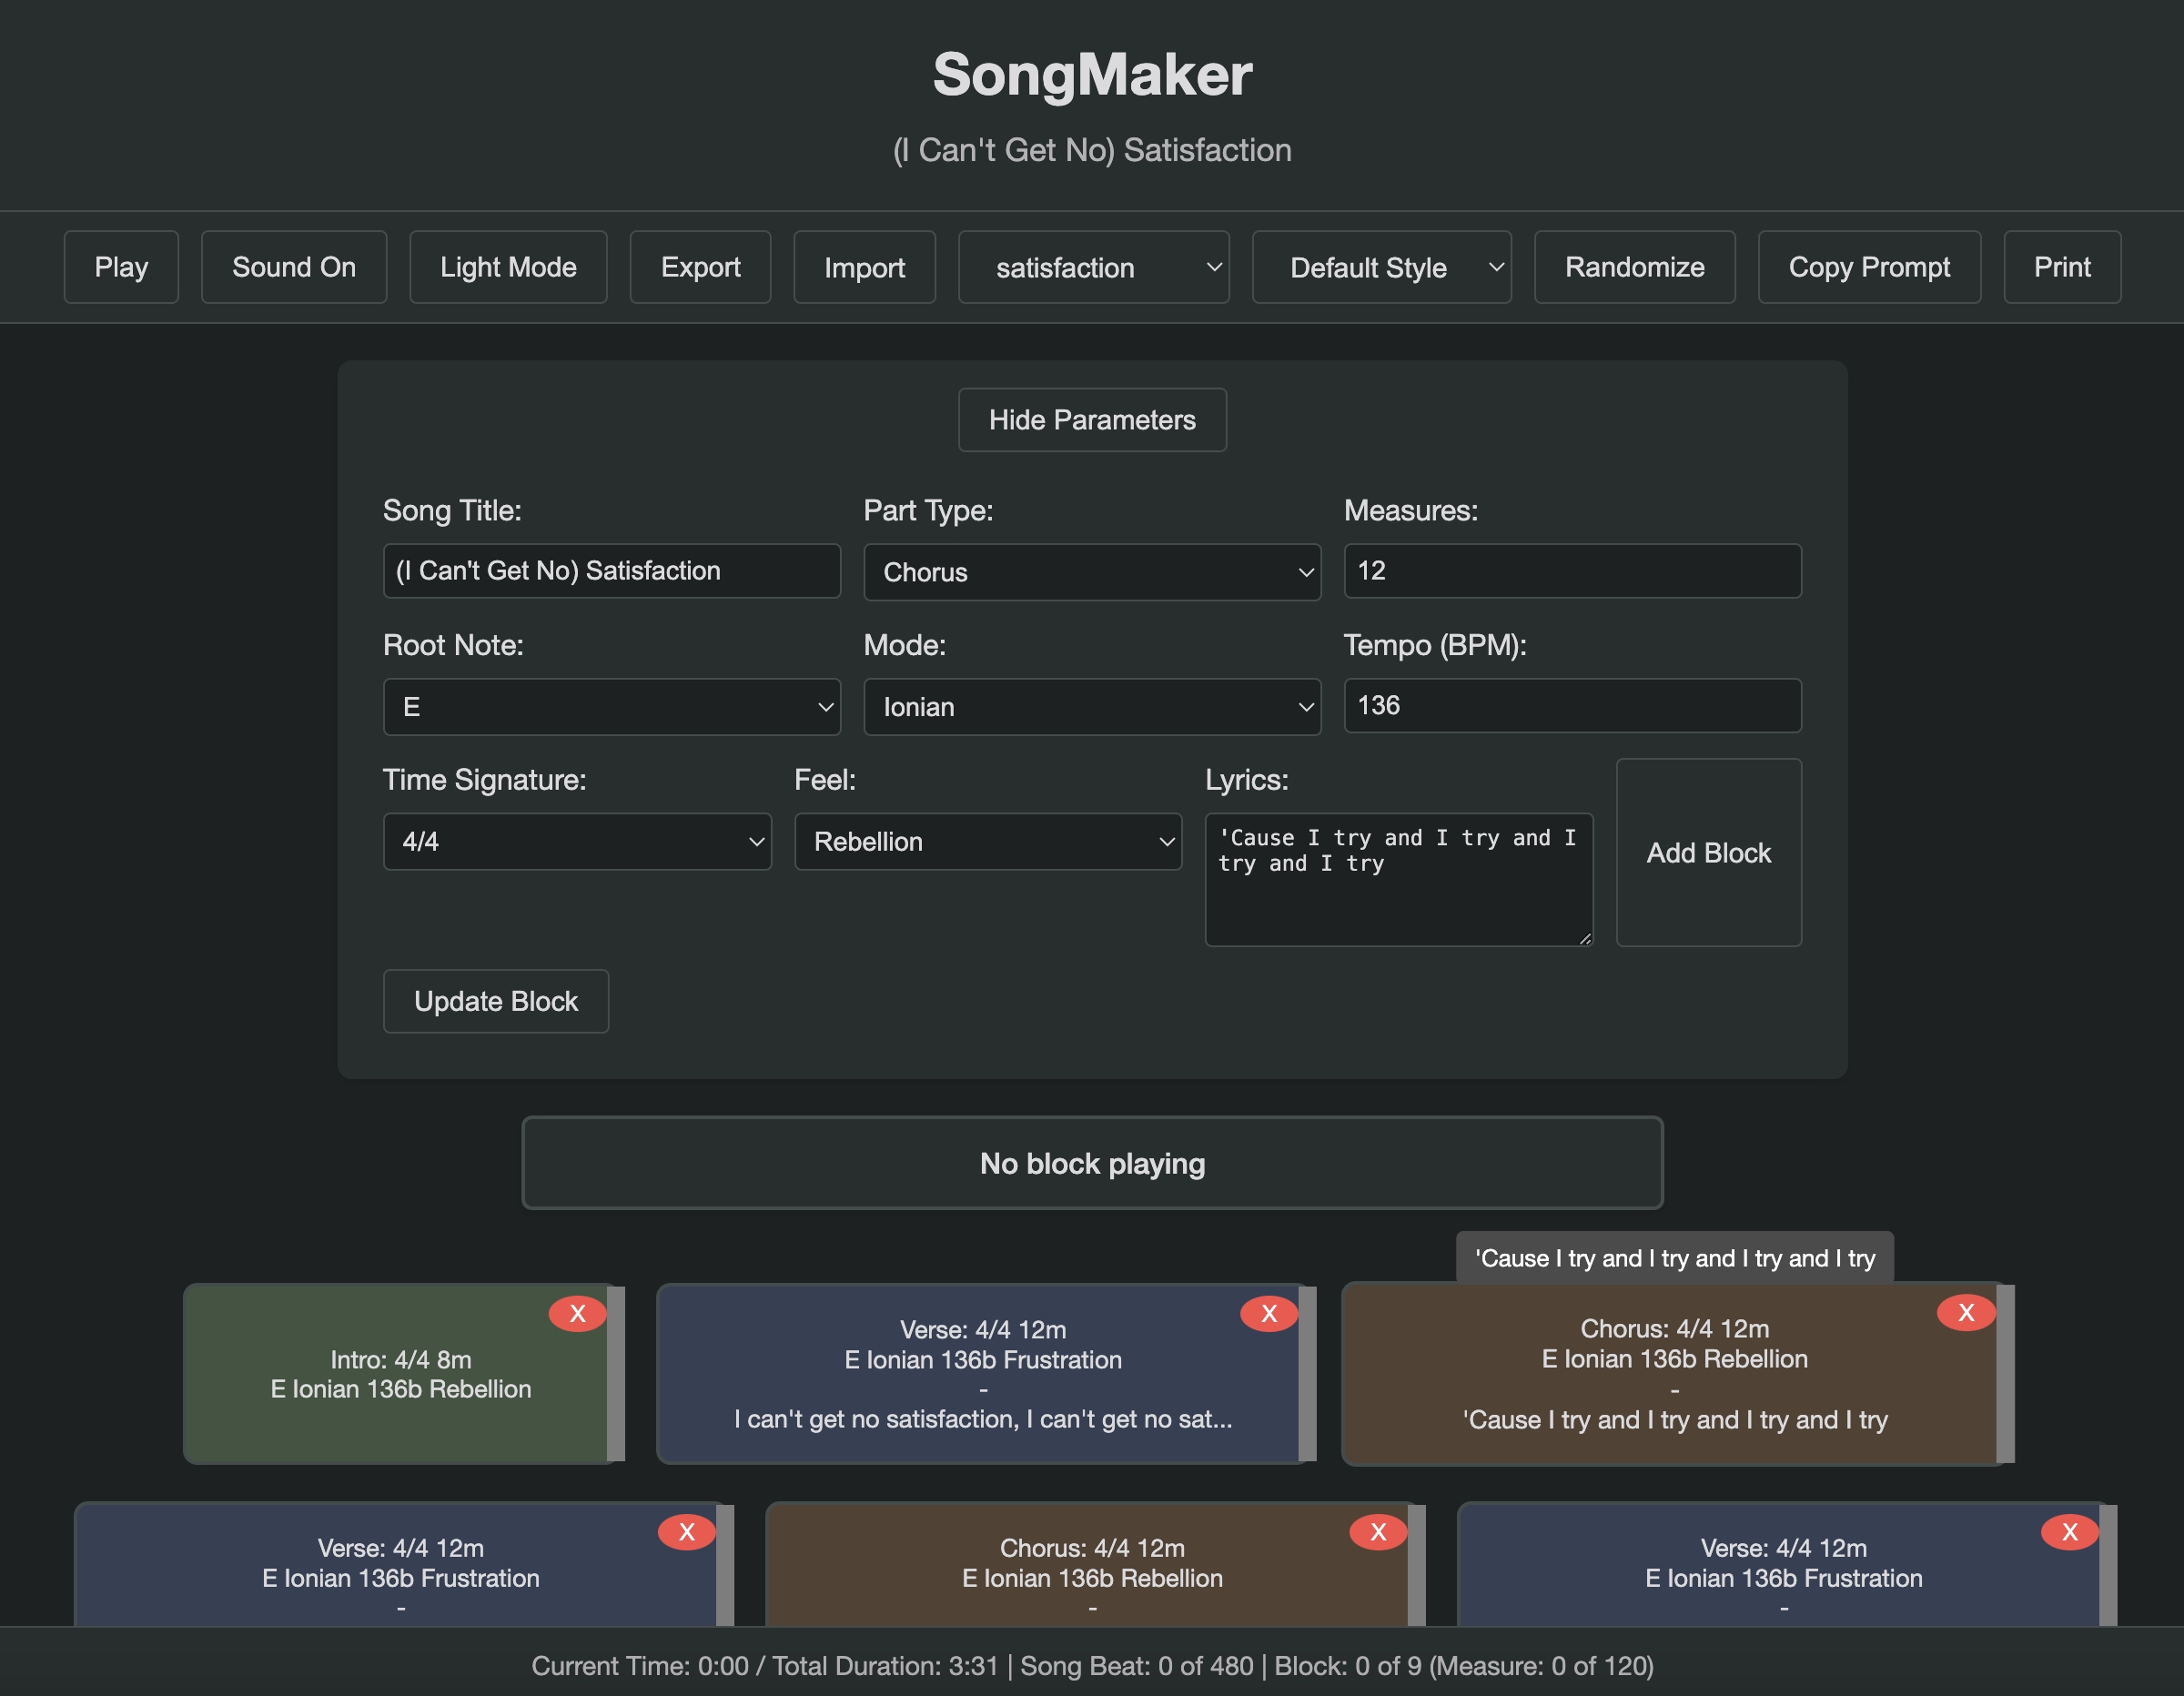 SongMaker
(I Can't Get No) Satisfaction
Play
Sound On
Light Mode
Export
Import
satisfaction
Default Style
Randomize
Copy Prompt
Print
Hide Parameters
Song Title:
(I Can't Get No) Satisfaction
Part Type:
Chorus
Measures:
12
Root Note:
E
Mode:
Ionian
Tempo (BPM):
136
Time Signature:
4/4
Feel:
Rebellion
Lyrics:
'Cause I try and I try and I
try and I try
Add Block
Update Block
No block playing
'Cause I try and I try and I try and I try
X
Intro: 4/4 8m
E Ionian 136b Rebellion
X
Verse: 4/4 12m
E Ionian 136b Frustration
-
I can't get no satisfaction, I can't get no sat...
X
Chorus: 4/4 12m
E Ionian 136b Rebellion
-
'Cause I try and I try and I try and I try
X
Verse: 4/4 12m
E Ionian 136b Frustration
-
X
Chorus: 4/4 12m
E Ionian 136b Rebellion
-
X
Verse: 4/4 12m
E Ionian 136b Frustration
-
Current Time: 0:00 / Total Duration: 3:31 | Song Beat: 0 of 480 | Block: 0 of 9 (Measure: 0 of 120)